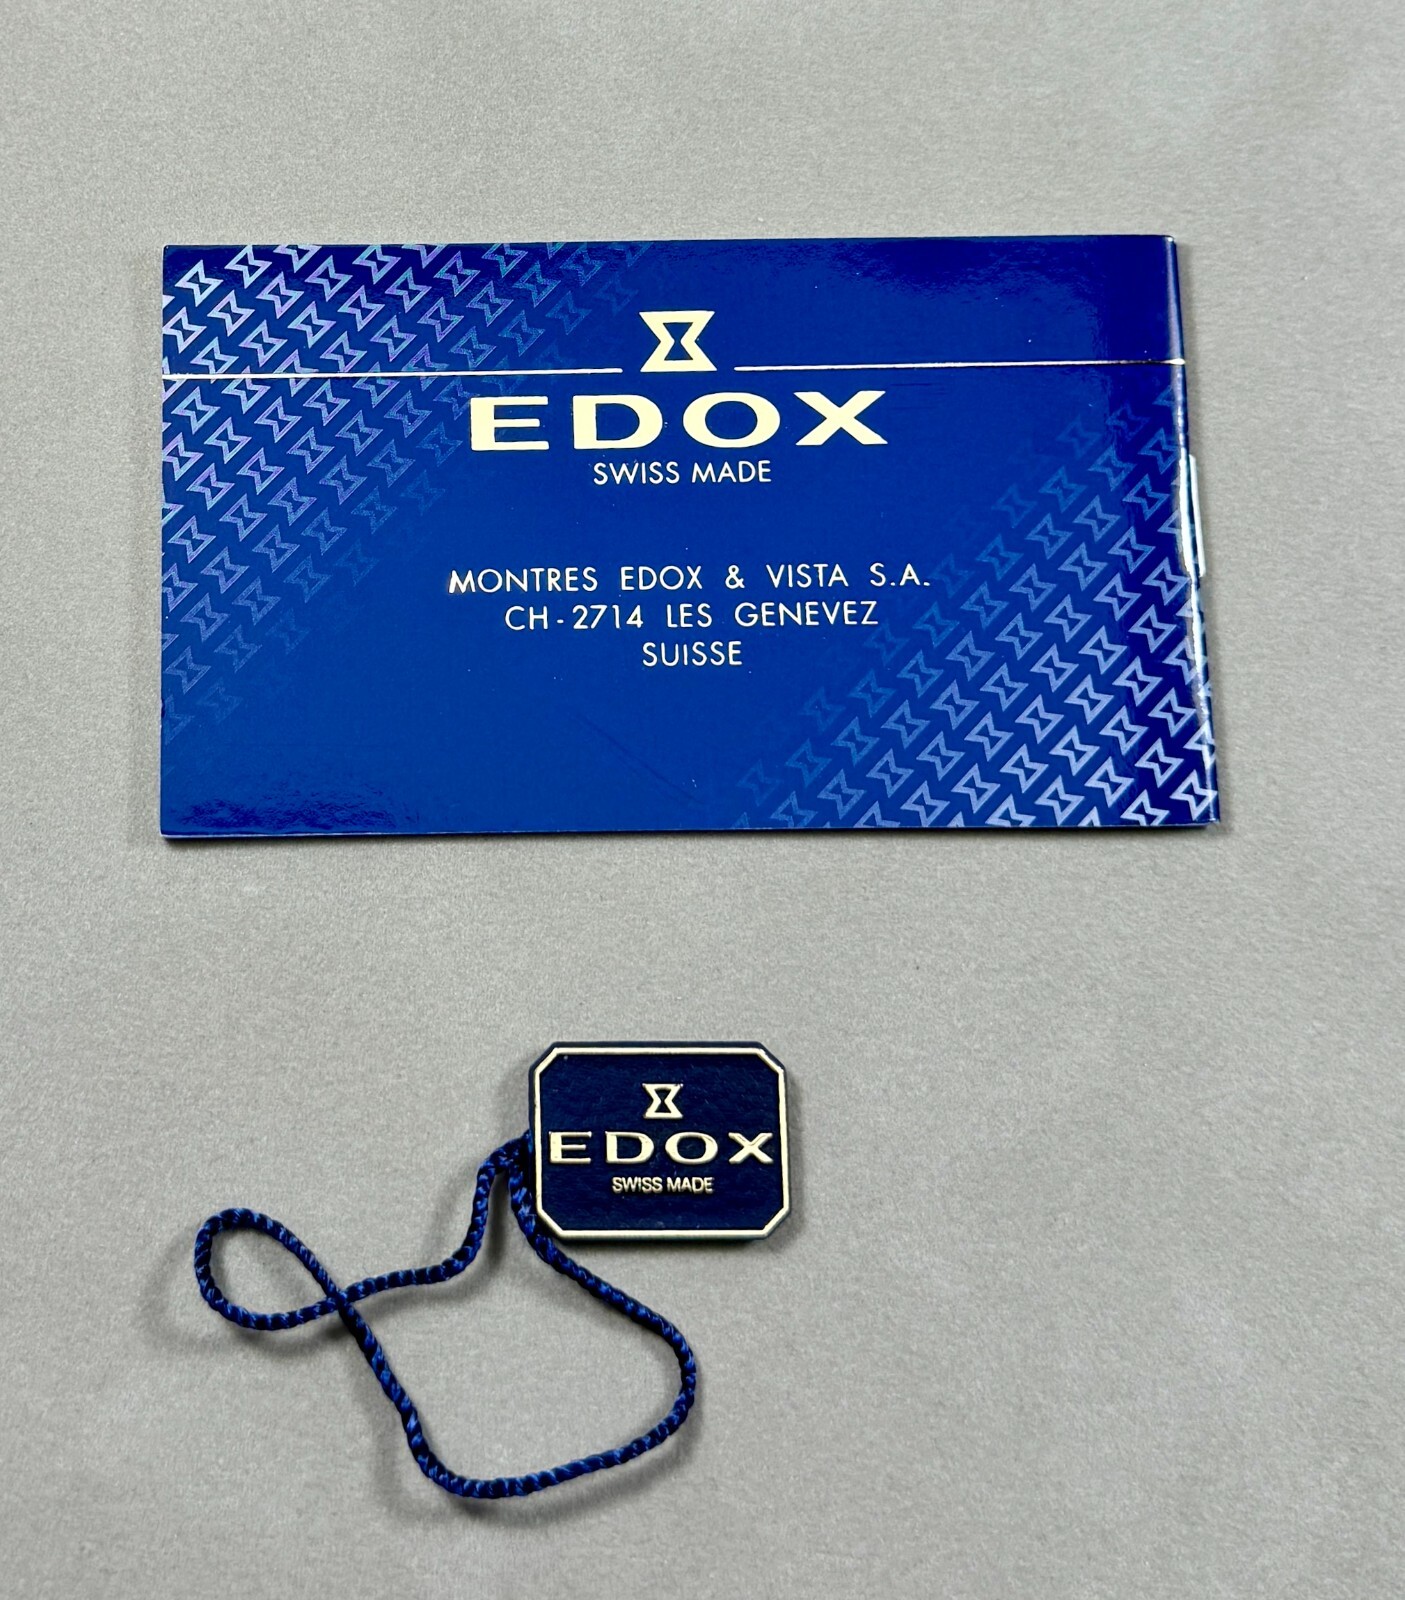 EDOX
SWISS MADE
MONTRES EDOX & VISTA S.A.
CH-2714 LES GENEVEZ
SUISSE
EDOX
SWISS MADE